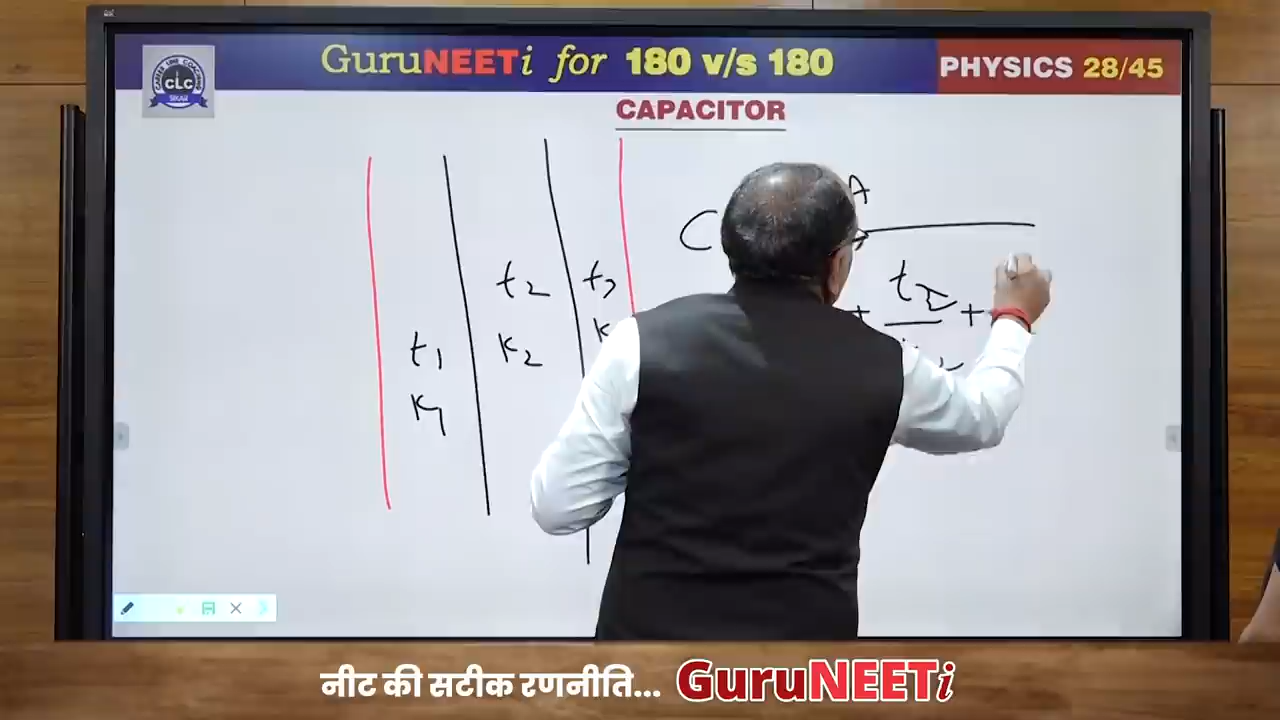 GuruNEETi for 180 v/s 180
PHYSICS 28/45
CLC
SIKAR
CAPACITOR
A
C
t2 t3
t2
+ +
K2 K
t1
K1
नीट की सटीक रणनीति... GuruNEETi